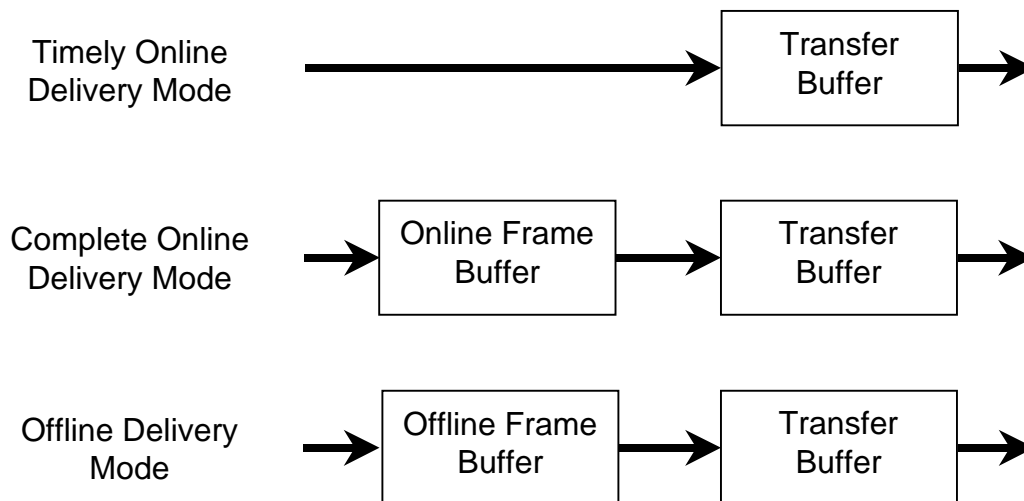 Timely Online
Delivery Mode
Transfer
Buffer
Complete Online
Delivery Mode
Online Frame
Buffer
Transfer
Buffer
Offline Delivery
Mode
Offline Frame
Buffer
Transfer
Buffer